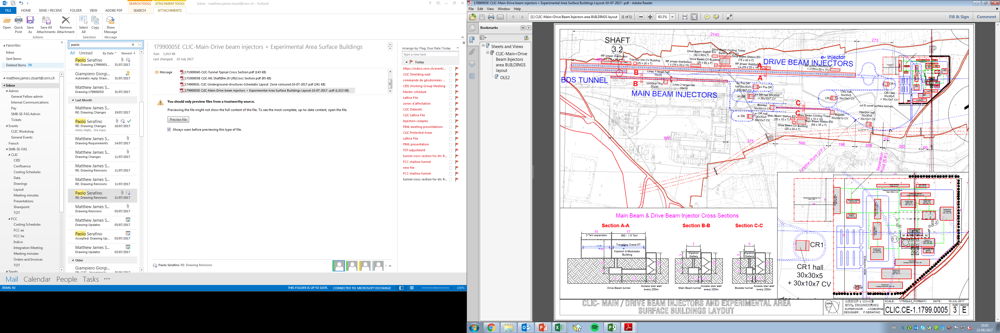 SEARCH TOOLS
ATTACHMENT TOOLS
Inbox - matthew.james.stuart@cern.ch - Outlook
FILE
HOME
SEND / RECEIVE
FOLDER
VIEW
ADOBE PDF
SEARCH
ATTACHMENTS
Open
Quick Print
Save As
Save All Attachments
Remove Attachment
Select All
Copy
Show Message
Actions
Selection
Message
Favorites
Inbox
Sent Items
Deleted Items 79
matthew.james.stuart@cern.ch
Inbox
Admin
General Fellow admin
Internal Communications
Pay
SMB-SE-FAS Admin
Tickets
Events
CLIC Workshop
General Events
French
SMB-SE-FAS
CLIC
CEIS
Confluence
Costing Schedules
Data
Drawings
Layout
Meeting minutes
Presentations
Sharepoint
TOT
FCC
Costing Schedules
FCC ee
FCC he
Indico
Integration Meeting
Meeting minutes
Orders and Invoices
TOT
Sports
paolo
All Unread By Date Newest
Paolo Serafino
RE: Drawing 17990005... 31/07/2017
Giampiero Giorgi...
Automatic reply: Draw... 31/07/2017
Matthew James S...
Drawing 17990005D 31/07/2017
Last Month
Matthew James S...
RE: Drawing Changes 19/07/2017
Paolo Serafino
RE: Drawing Changes 18/07/2017
Hello Math, We have
Matthew James S...
Drawing Requirements 14/07/2017
Matthew James S...
Drawing Changes 11/07/2017
Matthew James S...
RE: Drawing Revisions 11/07/2017
Matthew James S...
RE: Drawing Revisions 11/07/2017
Paolo Serafino
RE: Drawing Revisions 11/07/2017
Matthew James S...
Drawing Revisions 05/07/2017
Matthew James S...
Drawing Updates 05/07/2017
Paolo Serafino
Accepted: Drawing Up... 03/07/2017
Matthew James S...
Drawing Updates 03/07/2017
Older
Giampiero Giorgi...
17990005E CLIC-Main-Drive beam injectors + Experimental Area Surface Buildings
Size: 1,013 KB
Last changed: 10 July 2017
Message
17100004E-CLIC-Tunnel Typical Cross Section.pdf (143 KB)
17100005B CLIC-ML Shaft(9m-3t Lift)Cross Section.pdf (95 KB)
17490003L CLIC-Underground-structures-Schematic Layout Zone coloured-10-07-2017.pdf (241 KB)
17990005E CLIC-Main-Drive beam injectors + Experimental Area Surface Buildings Layout-10-07-2017-.pdf (1,013 KB)
You should only preview files from a trustworthy source.
Previewing the file might not show the full content of the file. To see the most complete, up-to-date content, open the file.
Preview file
Always warn before previewing this type of file.
Paolo Serafino RE: Drawing Revisions
Arrange by: Flag: Due Date Today
Type a new task
Today
https://indico.cern.ch/event/...
CLIC Shielding wall
commande de géodonnées ...
CEIS Working Group Meeting
Master schedule
Lattice File
zones d'affectation
CLIC Datasets
CLIC Lattice File
Injection complex
FIML meeting presentations
CLIC Protected Areas
Lattice File
FIML presentation
TOT adjustment
tunnel cross section for eh: R...
FCC shallow tunnel
new file
FCC shallow tunnel
tunnel cross section for eh: R...
Mail Calendar People Tasks ...
ITEMS: 92
THIS FOLDER IS UP TO DATE.
CONNECTED TO: MICROSOFT EXCHANGE
100%
17990005E CLIC-Main-Drive beam injectors + Experimental Area Surface Buildings Layout-10-07-2017-.pdf - Adobe Reader
File Edit View Window Help
[1] CLIC-Main+Drive Beam Injectors area BUILDINGS layout
(1 of 1)
83.3%
Fill & Sign
Comment
Bookmarks
Sheets and Views
CLIC-Main+Drive
Beam Injectors
area BUILDINGS
layout
OLE2
2140
273
SHAFT
3.2
IP
Drive Beam Station EG
(42 x 20 x 7)
Drive Beam Cooling Tower
Drive Beam Station ED
(75 x 42 x 7)
e- injector
DRIVE BEAM INJECTORS
RF power distribution
Transfer line CV Building
(25 x 20 x 7)
RF power distribution
1 x (75 x 20 x 10)
Drive Beam CV Building
(25 x 20 x 7)
RF power distribution
1 x (75 x 20 x 10)
RF power distribution
1 x (75 x 20 x 10)
A
A
B
B
C
C
Linac 1 target hall
10x10
BDS TUNNEL
compton ring
30x30
Linac 2 target hall
10x10
MAIN BEAM INJECTORS
e+ Pre DR
hall 30x30x5
+ 30x10x7 CV
e+ Pre DR
e+ DR
e+ DR hall 30x30x5
+ 30x10x7 CV
Booster
30x30x10 CV
e- DR
e- DR hall
30x30x5
+ 30x10x7 CV
Main Beam Station EG
(35 x 15 x 7)
Main Beam Cooling Tower
(75 x 10 x 16)
Main Beam Station ED
(68 x 35 x 7)
Drive Beam CV Building
(25 x 20 x 7)
Booster
30x30x10 CV
CR2
CR2 hall
30x30x5
+ 30x10x7 CV
CR1
CR1 hall
30x30x5
+ 30x10x7 CV
cut & cover surface tunnels
Injection hall
30x30x5
+ 30x10x7 CV
880
375
500
198
208
52
292
60
Junction Point (J.P.)
Separation
Point (S.P.)
Main Beam & Drive Beam Injector Cross Sections
Section A-A
Section B-B
Section C-C
15
17
3 TeV expansion
380 - 1.5 TeV
Travelling Crane 5T
Klystron & Modulator
Building
7
Klystron
Gallery
5
Klystron
Gallery
Drive Beam tunnel
Access stair well
every 200m
Main Beam tunnel
Access stair well
every 200m
Booster tunnel
Access stair well
every 200m
CR1
CR1 hall
30x30x5
+ 30x10x7 CV
MAIN ENTRANCE
CLIC- MAIN / DRIVE BEAM INJECTORS AND EXPERIMENTAL AREA
SURFACE BUILDINGS LAYOUT
CERN
GROUP : GS-SE
CIVIL ENGINEERING
SUPERVISOR : J.OSBORNE
DESIGNER : P.SERAFINO
SCALE : 1/7500(A3_FORMAT)
DATE : 10-JUL-2017
CLIC.CE-1.1799.0005
SIZE
3
INDICE
E
10:01
22/08/2017